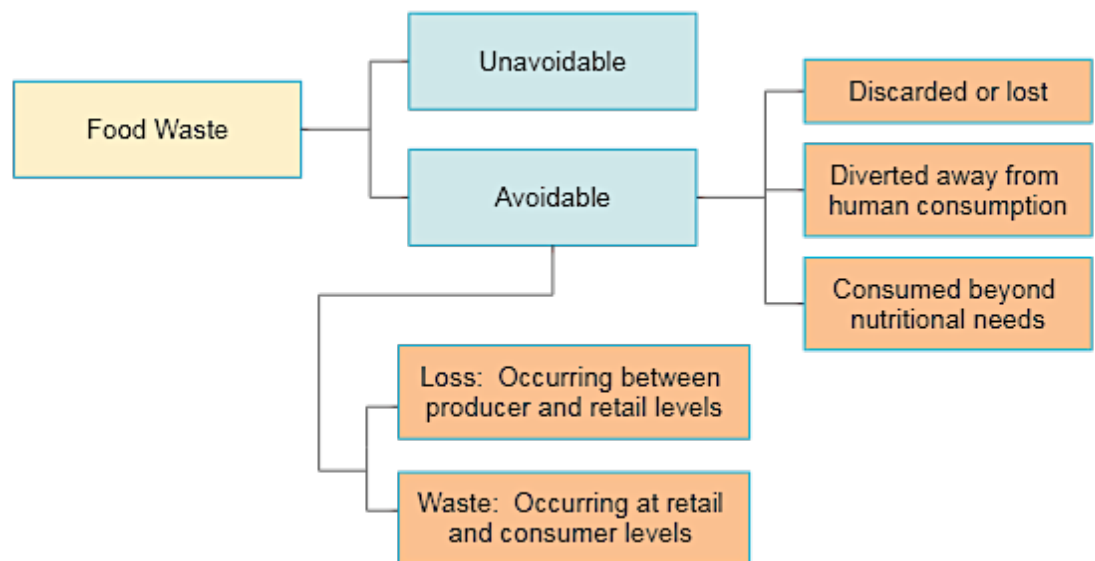 Food Waste
Unavoidable
Avoidable
Discarded or lost
Diverted away from
human consumption
Consumed beyond
nutritional needs
Loss:  Occurring between
producer and retail levels
Waste:  Occurring at retail
and consumer levels